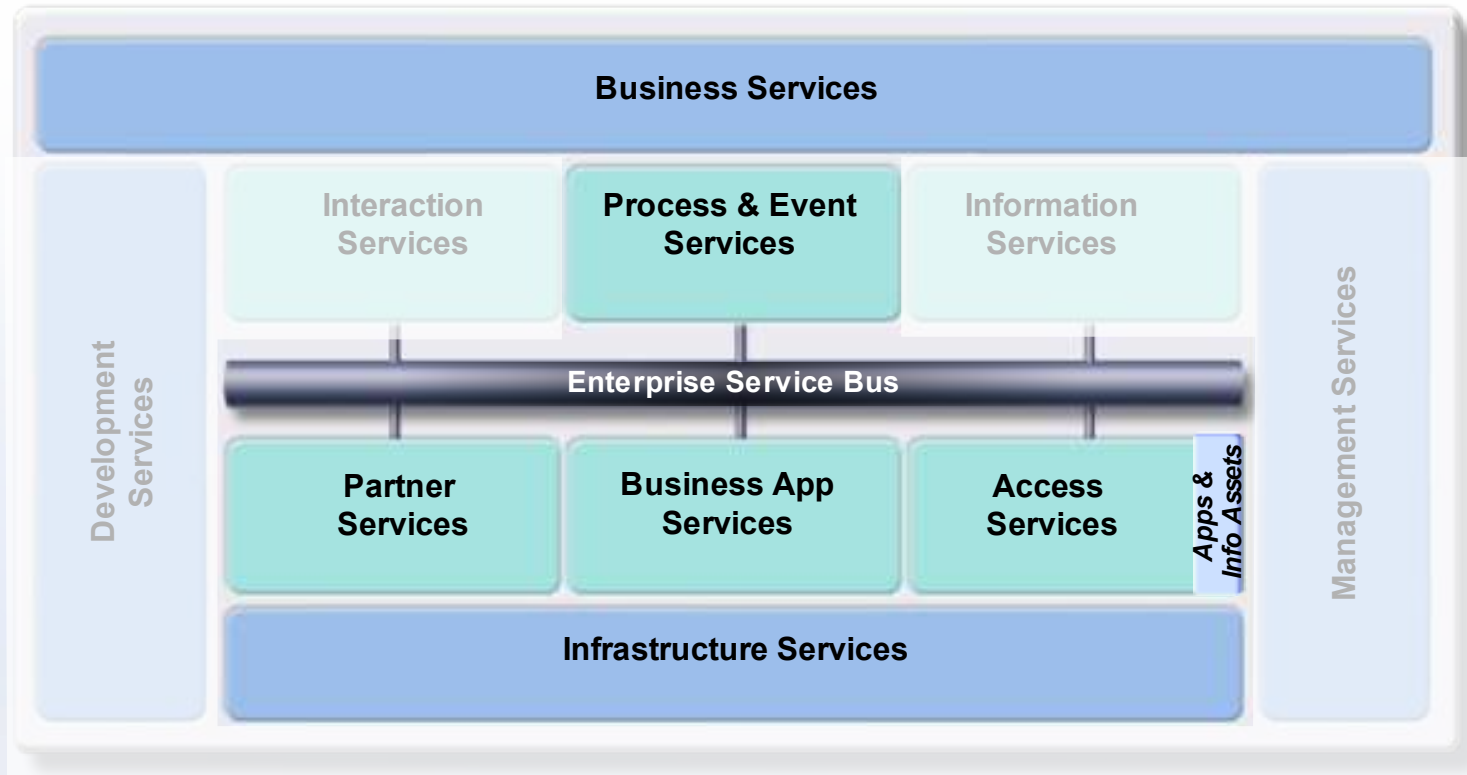 Business Services
Interaction
Services
Process & Event
Services
Information
Services
Development
Services
Management Services
Enterprise Service Bus
Partner
Services
Business App
Services
Access
Services
Apps &
Info Assets
Infrastructure Services